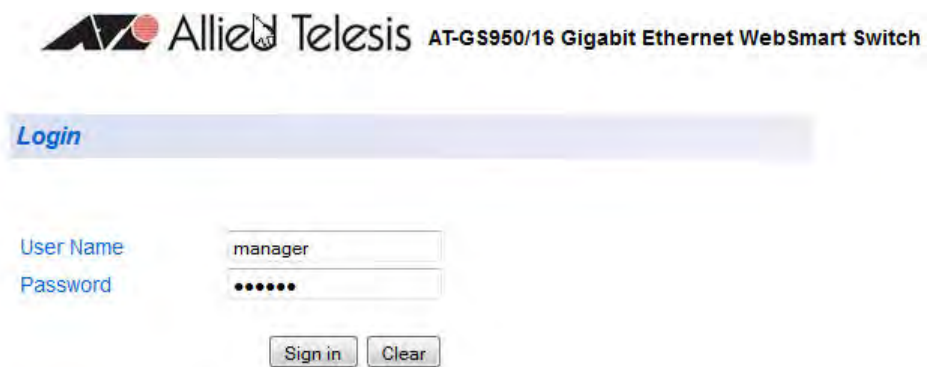 Allied Telesis AT-GS950/16 Gigabit Ethernet WebSmart Switch
Login
User Name manager
Password ••••••
Sign in Clear